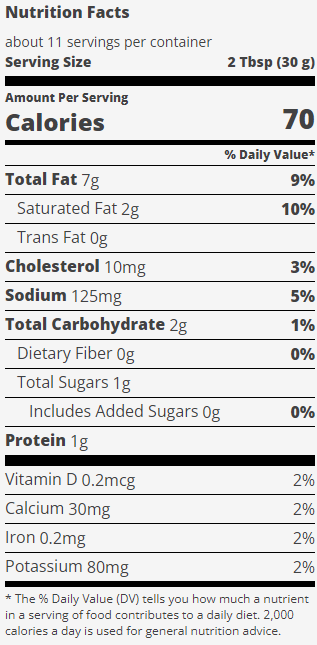 Nutrition Facts
about 11 servings per container
Serving Size 2 Tbsp (30 g)
Amount Per Serving
Calories 70
% Daily Value*
Total Fat 7g 9%
Saturated Fat 2g 10%
Trans Fat 0g
Cholesterol 10mg 3%
Sodium 125mg 5%
Total Carbohydrate 2g 1%
Dietary Fiber 0g 0%
Total Sugars 1g
Includes Added Sugars 0g 0%
Protein 1g
Vitamin D 0.2mcg 2%
Calcium 30mg 2%
Iron 0.2mg 2%
Potassium 80mg 2%
* The % Daily Value (DV) tells you how much a nutrient
in a serving of food contributes to a daily diet. 2,000
calories a day is used for general nutrition advice.